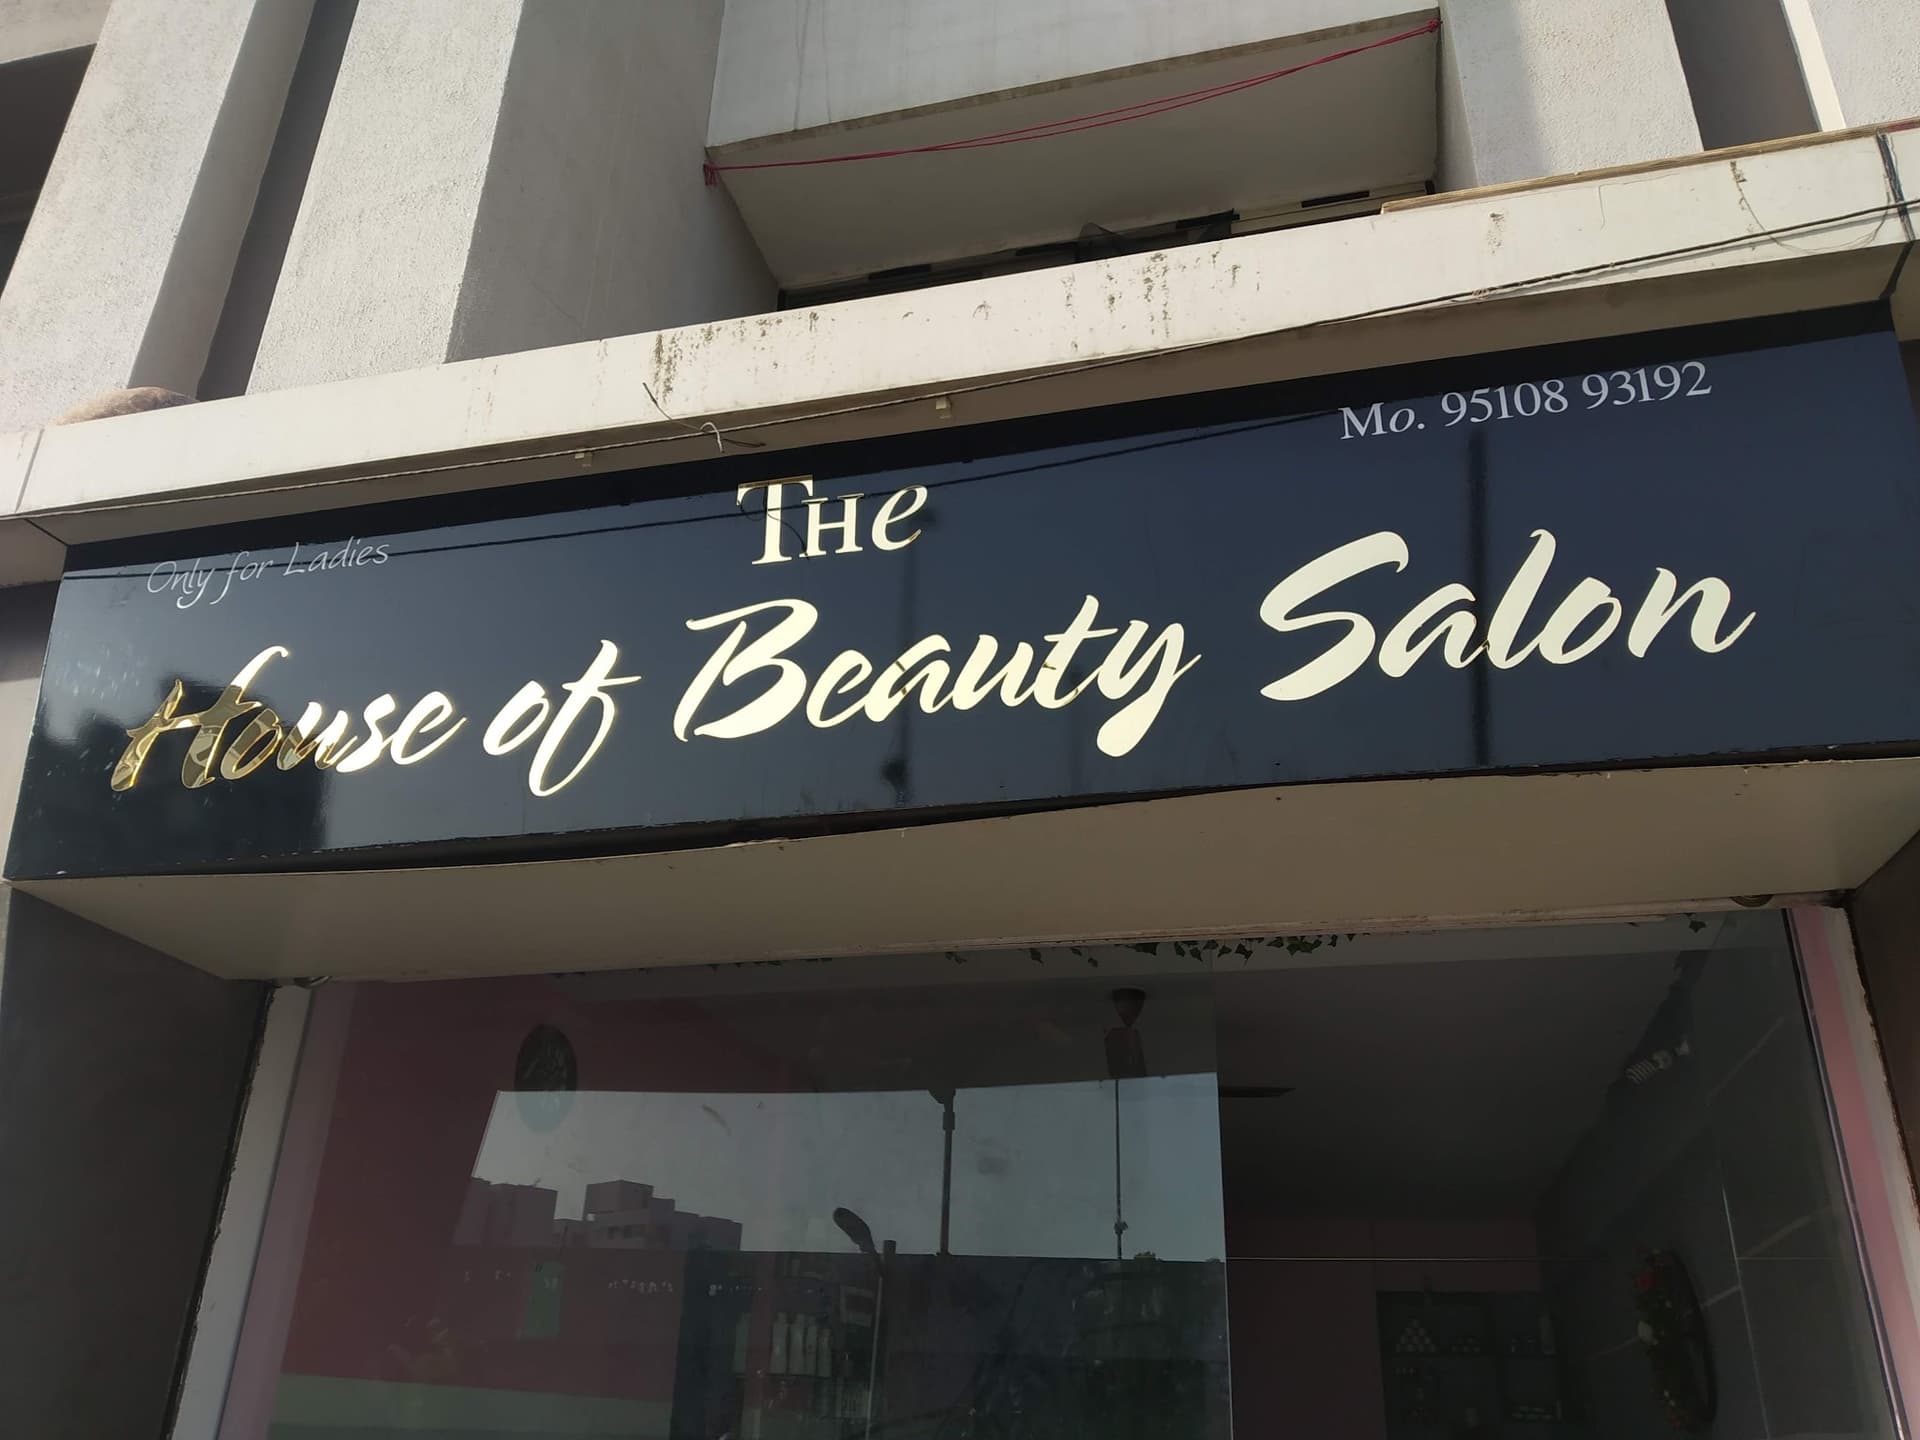 Mo. 95108 93192
Only for Ladies
THe
House of Beauty Salon